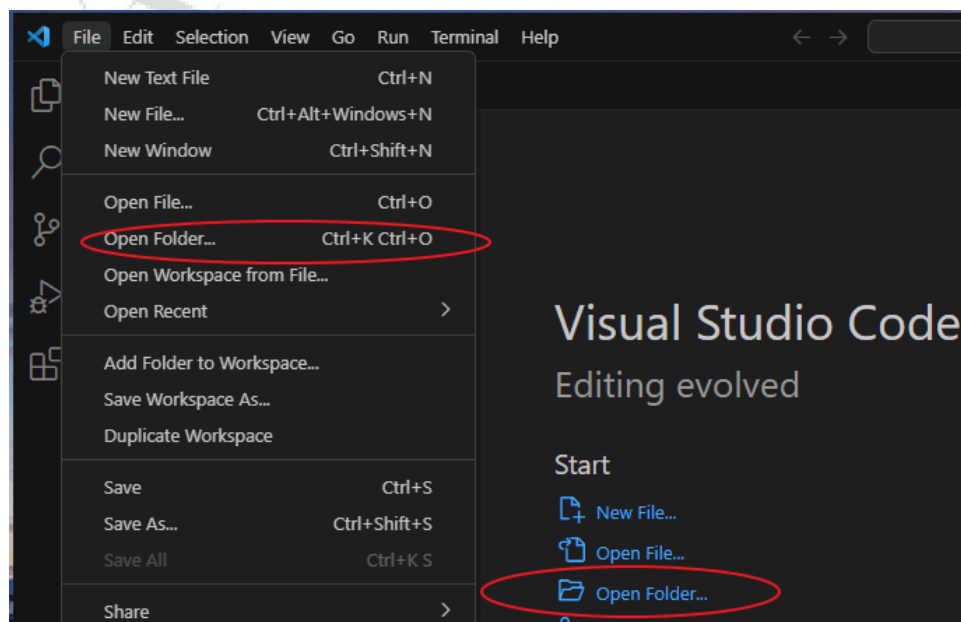 File Edit Selection View Go Run Terminal Help
New Text File Ctrl+N
New File... Ctrl+Alt+Windows+N
New Window Ctrl+Shift+N
Open File... Ctrl+O
Open Folder... Ctrl+K Ctrl+O
Open Workspace from File...
Open Recent
Add Folder to Workspace...
Save Workspace As...
Duplicate Workspace
Save Ctrl+S
Save As... Ctrl+Shift+S
Save All Ctrl+K S
Share
Visual Studio Code
Editing evolved
Start
New File...
Open File...
Open Folder...